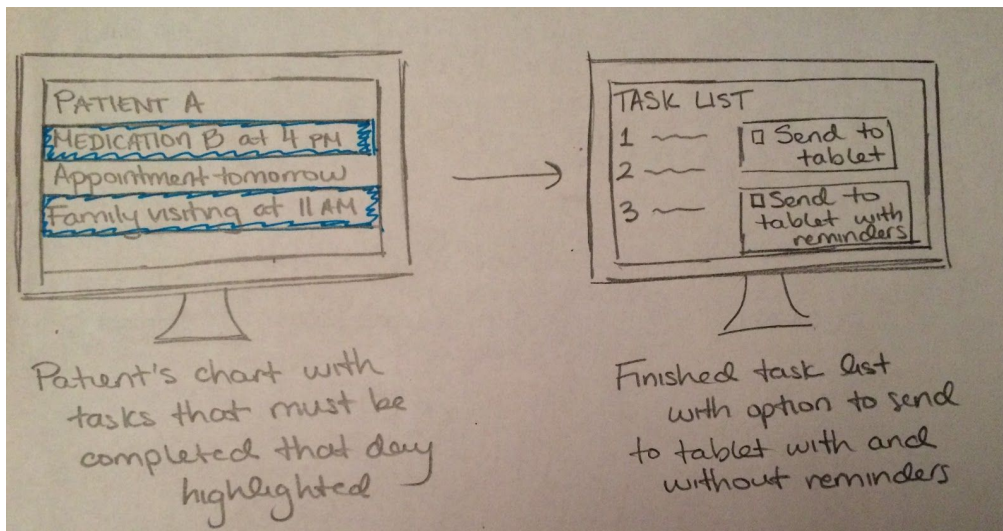 PATIENT A
MEDICATION B at 4 PM
Appointment tomorrow
Family visiting at 11 AM
Patient's chart with
tasks that must be
completed that day
highlighted
TASK LIST
1
2
3
Send to
tablet
Send to
tablet with
reminders
Finished task list
with option to send
to tablet with and
without reminders